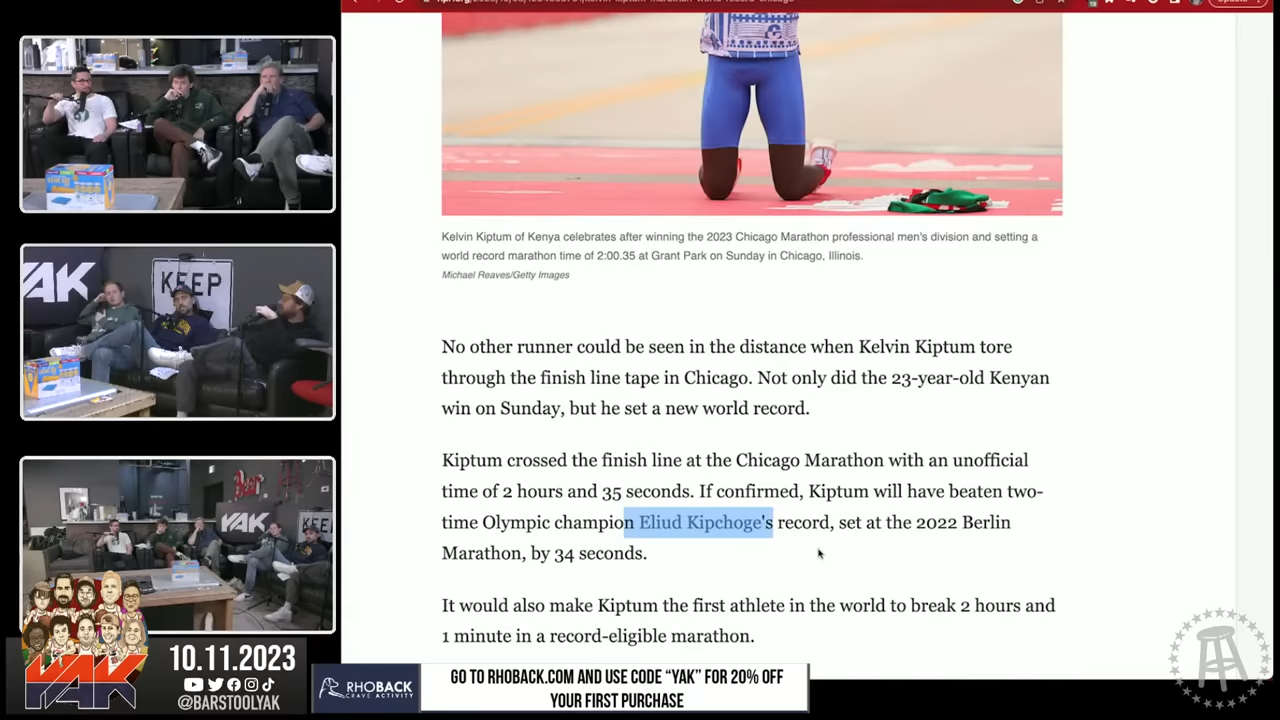 Kelvin Kiptum of Kenya celebrates after winning the 2023 Chicago Marathon professional men's division and setting a
world record marathon time of 2:00.35 at Grant Park on Sunday in Chicago, Illinois.
Michael Reaves/Getty Images
No other runner could be seen in the distance when Kelvin Kiptum tore
through the finish line tape in Chicago. Not only did the 23-year-old Kenyan
win on Sunday, but he set a new world record.
Kiptum crossed the finish line at the Chicago Marathon with an unofficial
time of 2 hours and 35 seconds. If confirmed, Kiptum will have beaten two-
time Olympic champion Eliud Kipchoge's record, set at the 2022 Berlin
Marathon, by 34 seconds.
It would also make Kiptum the first athlete in the world to break 2 hours and
1 minute in a record-eligible marathon.
YAK
KEEP
Beer
YAK
YAK
10.11.2023
@BARSTOOLYAK
RHOBACK
CRAVE ACTIVITY
GO TO RHOBACK.COM AND USE CODE “YAK” FOR 20% OFF
YOUR FIRST PURCHASE